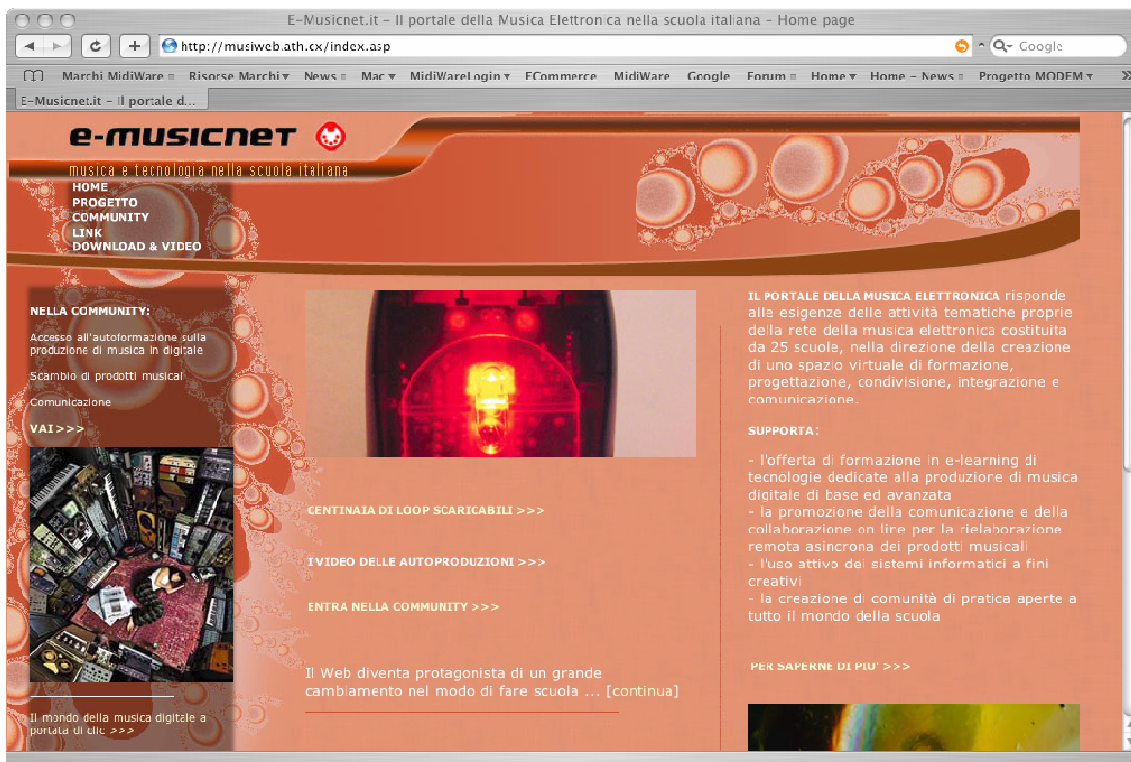 E-Musicnet.it – Il portale della Musica Elettronica nella scuola italiana – Home page
http://musiweb.ath.cx/index.asp
Google
Marchi MidiWare Risorse Marchi News Mac MidiWareLogin ECommerce MidiWare Google Forum Home Home – News Progetto MODEM
E-Musicnet.it – Il portale d...
e-musicnet
musica e tecnologia nella scuola italiana
HOME
PROGETTO
COMMUNITY
LINK
DOWNLOAD & VIDEO
NELLA COMMUNITY:
Accesso all'autoformazione sulla
produzione di musica in digitale
Scambio di prodotti musicali
Comunicazione
VAI >>>
Il mondo della musica digitale a
portata di clic >>>
CENTINAIA DI LOOP SCARICABILI >>>
I VIDEO DELLE AUTOPRODUZIONI >>>
ENTRA NELLA COMMUNITY >>>
Il Web diventa protagonista di un grande
cambiamento nel modo di fare scuola ... [continua]
IL PORTALE DELLA MUSICA ELETTRONICA risponde
alle esigenze delle attività tematiche proprie
della rete della musica elettronica costituita
da 25 scuole, nella direzione della creazione
di uno spazio virtuale di formazione,
progettazione, condivisione, integrazione e
comunicazione.
SUPPORTA:
- l'offerta di formazione in e-learning di
tecnologie dedicate alla produzione di musica
digitale di base ed avanzata
- la promozione della comunicazione e della
collaborazione on line per la rielaborazione
remota asincrona dei prodotti musicali
- l'uso attivo dei sistemi informatici a fini
creativi
- la creazione di comunità di pratica aperte a
tutto il mondo della scuola
PER SAPERNE DI PIU' >>>